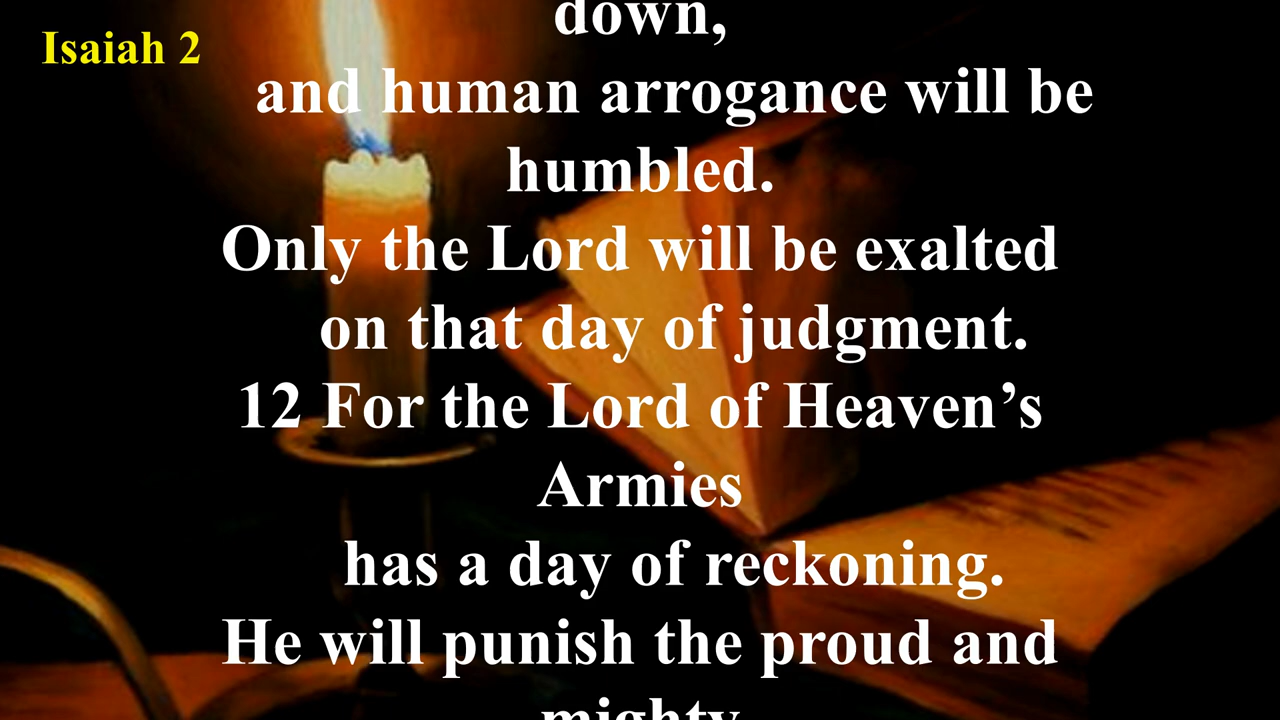 Isaiah 2
down,
and human arrogance will be
humbled.
Only the Lord will be exalted
on that day of judgment.
12 For the Lord of Heaven’s
Armies
has a day of reckoning.
He will punish the proud and
mighty